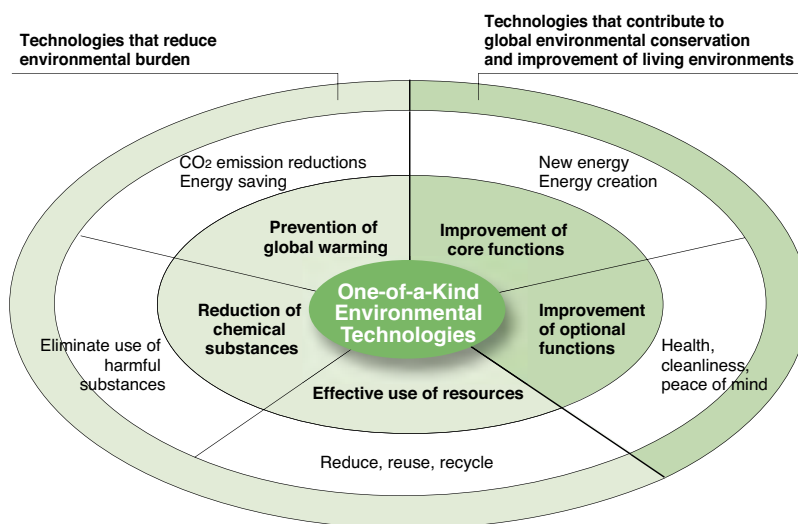 Technologies that reduce
environmental burden
Technologies that contribute to
global environmental conservation
and improvement of living environments
CO2 emission reductions
Energy saving
New energy
Energy creation
Prevention of
global warming
Improvement of
core functions
One-of-a-Kind
Environmental
Technologies
Reduction of
chemical
substances
Improvement
of optional
functions
Eliminate use of
harmful
substances
Health,
cleanliness,
peace of mind
Effective use of resources
Reduce, reuse, recycle